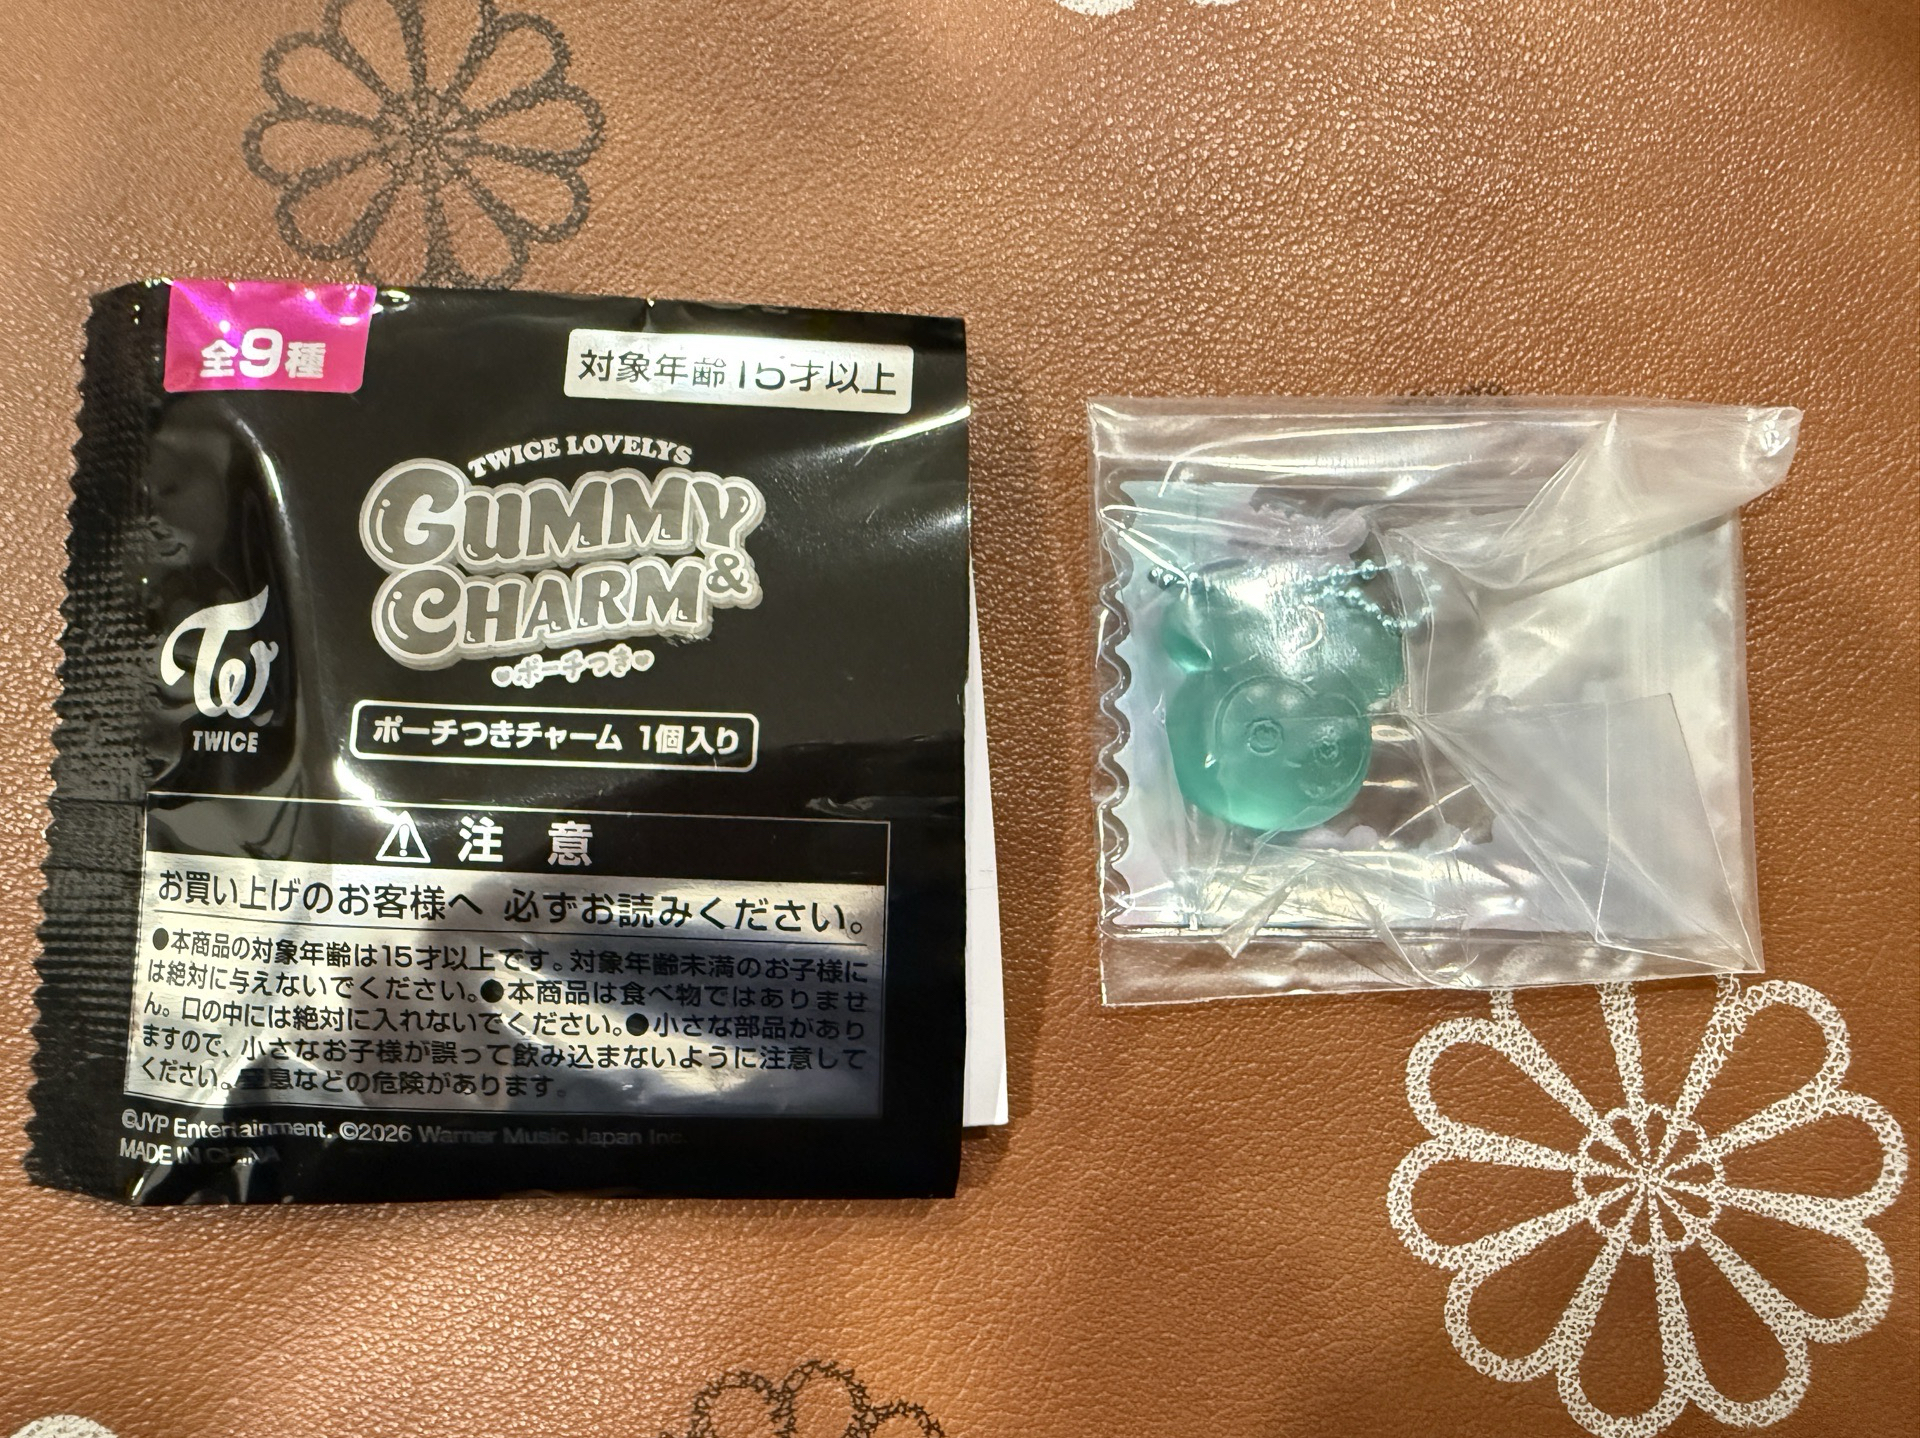 全9種
対象年齢15才以上
TWICE LOVELYS
GUMMY
& CHARM
♥ポーチつき♥
TWICE
ポーチつきチャーム 1個入り
⚠注 意
お買い上げのお客様へ 必ずお読みください。
●本商品の対象年齢は15才以上です。対象年齢未満のお子様に
は絶対に与えないでください。●本商品は食べ物ではありませ
ん。口の中には絶対に入れないでください。●小さな部品があり
ますので、小さなお子様が誤って飲み込まないように注意して
ください。窒息などの危険があります。
©JYP Entertainment. ©2026 Warner Music Japan Inc.
MADE IN CHINA